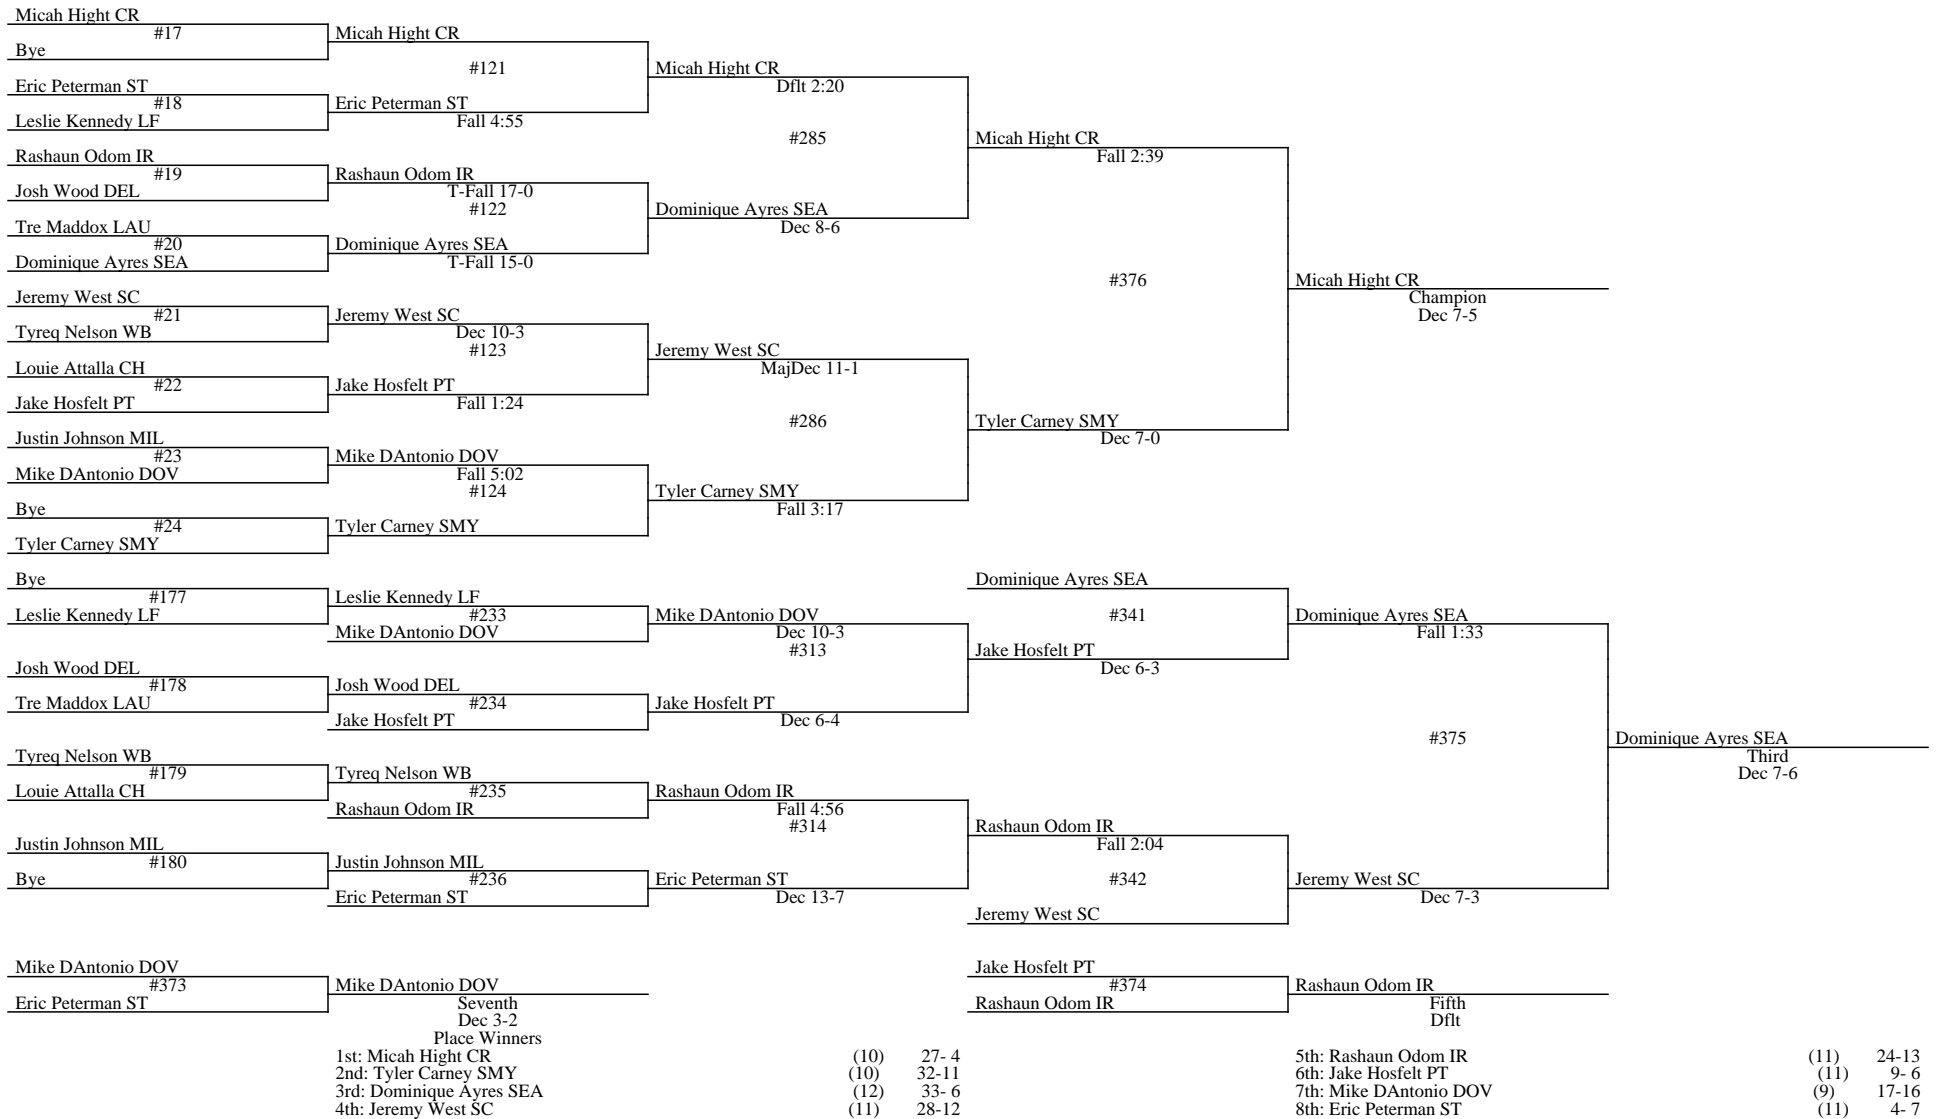 Micah Hight CR
#17
Bye
Micah Hight CR
#121
Eric Peterman ST
#18
Leslie Kennedy LF
Eric Peterman ST
Fall 4:55
Micah Hight CR
Dflt 2:20
#285
Rashaun Odom IR
#19
Josh Wood DEL
Rashaun Odom IR
T-Fall 17-0
#122
Tre Maddox LAU
#20
Dominique Ayres SEA
Dominique Ayres SEA
T-Fall 15-0
Dominique Ayres SEA
Dec 8-6
Micah Hight CR
Fall 2:39
#376
Jeremy West SC
#21
Tyreq Nelson WB
Jeremy West SC
Dec 10-3
#123
Louie Attalla CH
#22
Jake Hosfelt PT
Jake Hosfelt PT
Fall 1:24
Jeremy West SC
MajDec 11-1
#286
Justin Johnson MIL
#23
Mike DAntonio DOV
Mike DAntonio DOV
Fall 5:02
#124
Bye
#24
Tyler Carney SMY
Tyler Carney SMY
Tyler Carney SMY
Fall 3:17
Tyler Carney SMY
Dec 7-0
Micah Hight CR
Champion
Dec 7-5
Bye
#177
Leslie Kennedy LF
Leslie Kennedy LF
#233
Mike DAntonio DOV
Mike DAntonio DOV
Dec 10-3
#313
Josh Wood DEL
#178
Tre Maddox LAU
Josh Wood DEL
#234
Jake Hosfelt PT
Jake Hosfelt PT
Dec 6-4
Dominique Ayres SEA
#341
Jake Hosfelt PT
Dec 6-3
Dominique Ayres SEA
Fall 1:33
#375
Tyreq Nelson WB
#179
Louie Attalla CH
Tyreq Nelson WB
#235
Rashaun Odom IR
Rashaun Odom IR
Fall 4:56
#314
Justin Johnson MIL
#180
Bye
Justin Johnson MIL
#236
Eric Peterman ST
Eric Peterman ST
Dec 13-7
Rashaun Odom IR
Fall 2:04
#342
Jeremy West SC
Jeremy West SC
Dec 7-3
Dominique Ayres SEA
Third
Dec 7-6
Mike DAntonio DOV
#373
Eric Peterman ST
Mike DAntonio DOV
Seventh
Dec 3-2
Jake Hosfelt PT
#374
Rashaun Odom IR
Rashaun Odom IR
Fifth
Dflt
Place Winners
1st: Micah Hight CR (10) 27- 4
2nd: Tyler Carney SMY (10) 32-11
3rd: Dominique Ayres SEA (12) 33- 6
4th: Jeremy West SC (11) 28-12
5th: Rashaun Odom IR (11) 24-13
6th: Jake Hosfelt PT (11) 9- 6
7th: Mike DAntonio DOV (9) 17-16
8th: Eric Peterman ST (11) 4- 7